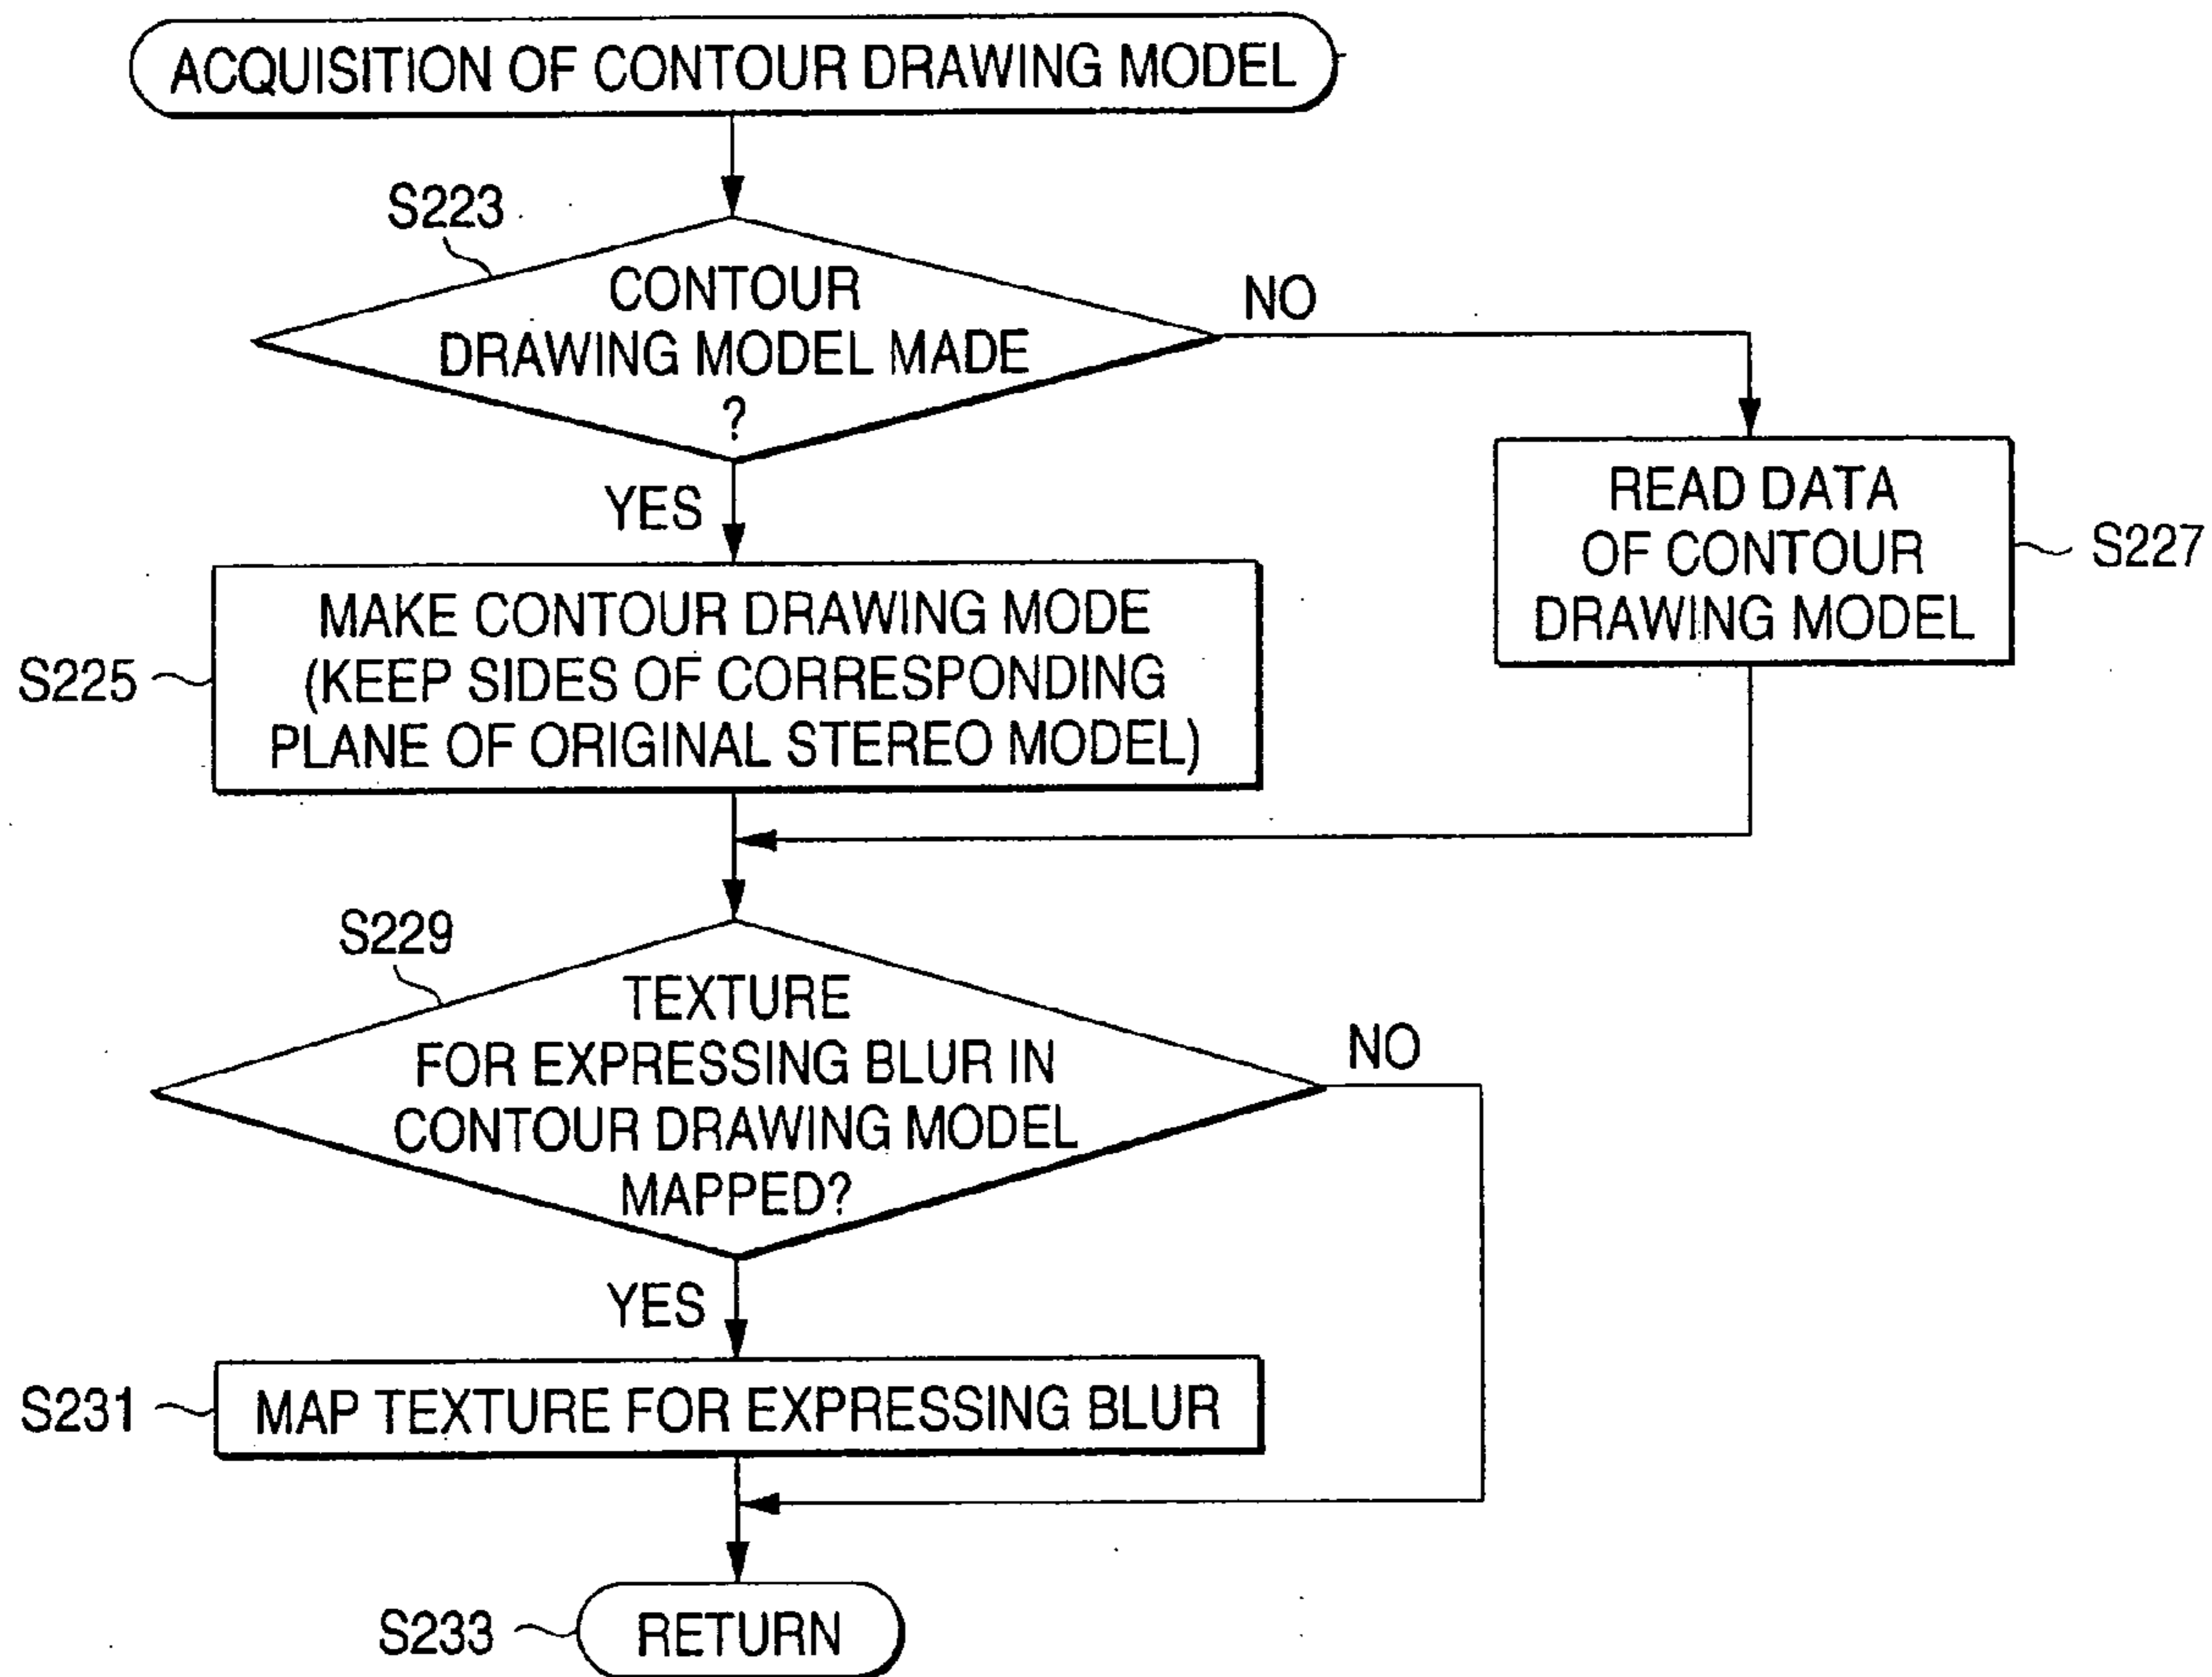 ACQUISITION OF CONTOUR DRAWING MODEL
S223
CONTOUR
DRAWING MODEL MADE
?
NO
YES
READ DATA
OF CONTOUR
DRAWING MODEL
S227
MAKE CONTOUR DRAWING MODE
(KEEP SIDES OF CORRESPONDING
PLANE OF ORIGINAL STEREO MODEL)
S225
S229
TEXTURE
FOR EXPRESSING BLUR IN
CONTOUR DRAWING MODEL
MAPPED?
NO
YES
S231
MAP TEXTURE FOR EXPRESSING BLUR
S233
RETURN